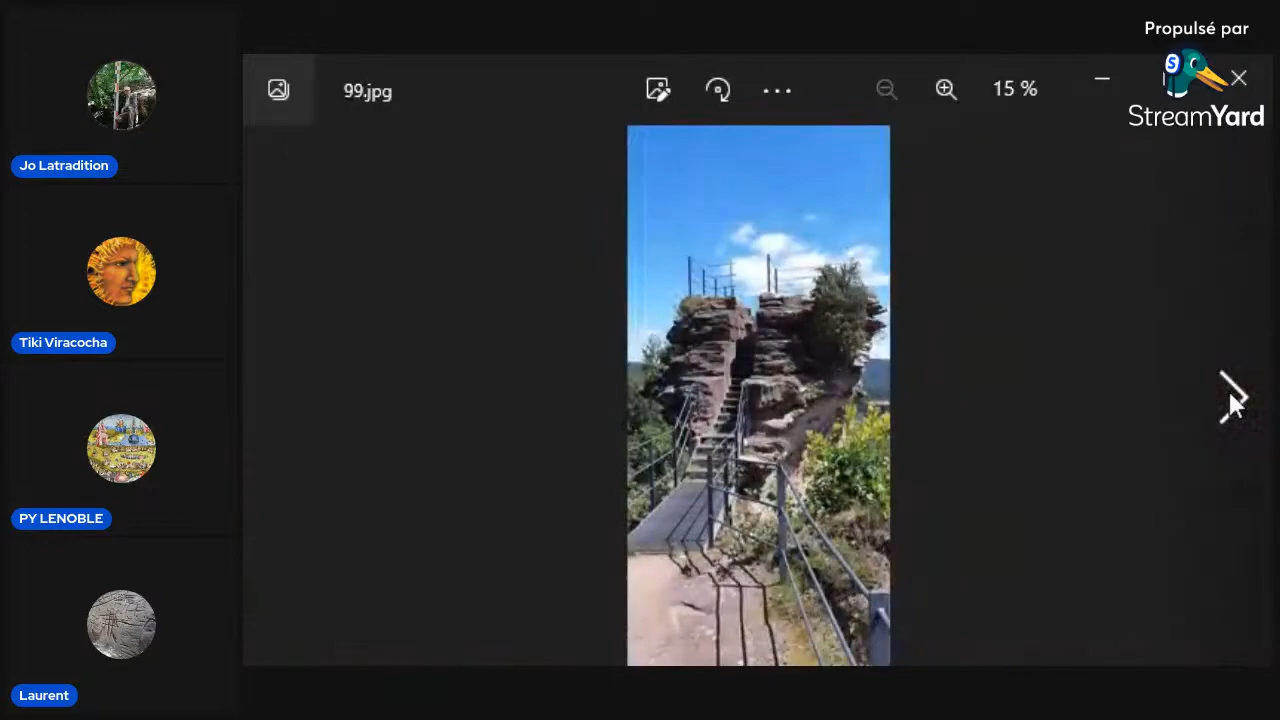 Propulsé par
StreamYard
99.jpg
15 %
Jo Latradition
Tiki Viracocha
PY LENOBLE
Laurent